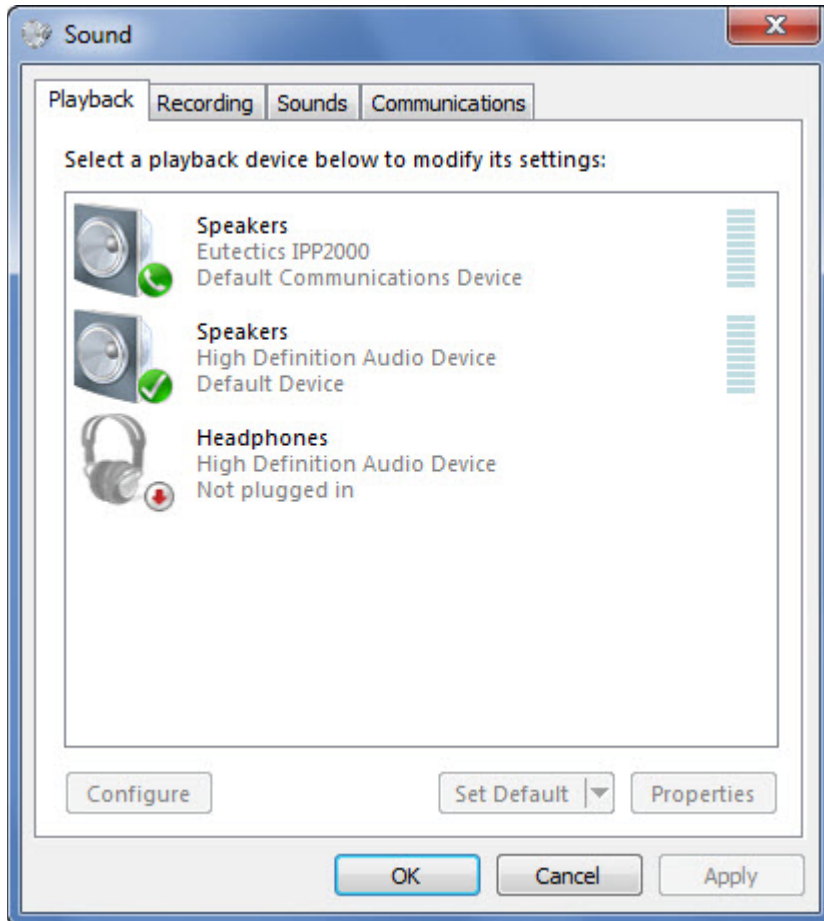 Sound
Playback Recording Sounds Communications
Select a playback device below to modify its settings:
Speakers
Eutectics IPP2000
Default Communications Device
Speakers
High Definition Audio Device
Default Device
Headphones
High Definition Audio Device
Not plugged in
Configure Set Default Properties
OK Cancel Apply